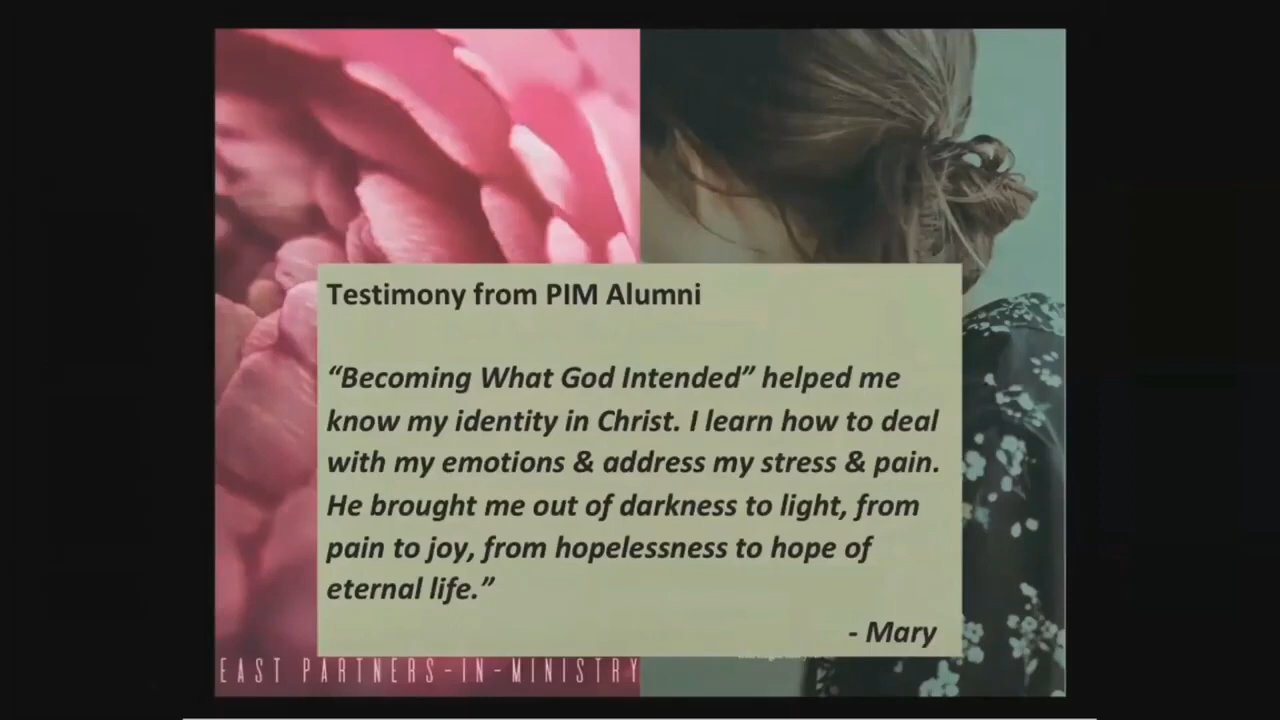 Testimony from PIM Alumni
“Becoming What God Intended” helped me
know my identity in Christ. I learn how to deal
with my emotions & address my stress & pain.
He brought me out of darkness to light, from
pain to joy, from hopelessness to hope of
eternal life.”
- Mary
EAST PARTNERS-IN-MINISTRY